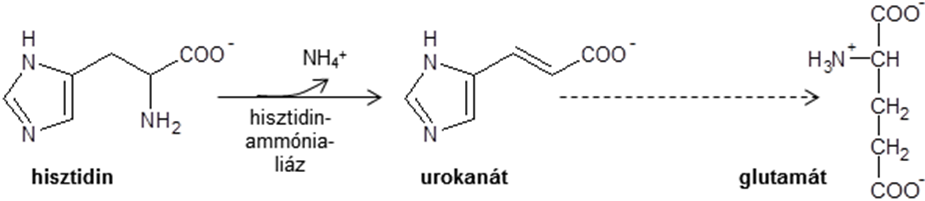 H
N
N
COO⁻
NH₂
hisztidin
NH₄⁺
hisztidin-
ammónia-
liáz
H
N
N
COO⁻
urokanát
COO⁻
H₃N⁺
CH
CH₂
CH₂
COO⁻
glutamát